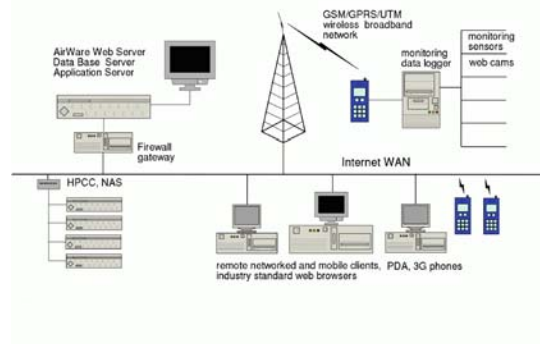 GSM/GPRS/UTM
wireless broadband
network
AirWare Web Server
Data Base Server
Application Server
monitoring
data logger
monitoring
sensors
web cams
Firewall
gateway
Internet WAN
HPCC, NAS
remote networked and mobile clients,
industry standard web browsers
PDA, 3G phones